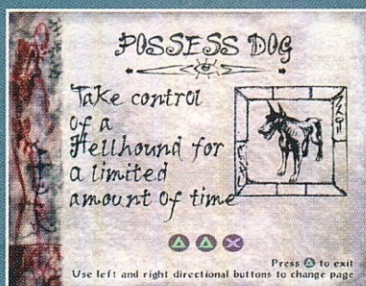 POSSESS DOG
Take control
of a
Hellhound for
a limited
amount of time
Press △ to exit
Use left and right directional buttons to change page